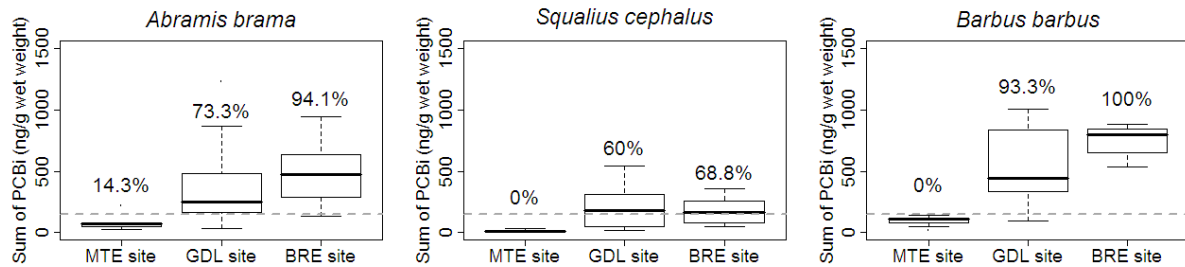 Abramis brama
Sum of PCBi (ng/g wet weight)
1500
1000
500
0
14.3%
73.3%
94.1%
MTE site GDL site BRE site
Squalius cephalus
Sum of PCBi (ng/g wet weight)
1500
1000
500
0
0%
60%
68.8%
MTE site GDL site BRE site
Barbus barbus
Sum of PCBi (ng/g wet weight)
1500
1000
500
0
0%
93.3%
100%
MTE site GDL site BRE site